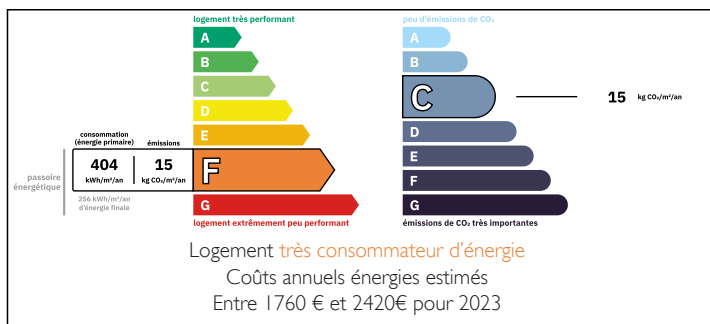 logement très performant
A
B
C
D
E
consommation
(énergie primaire)
émissions
404
kWh/m²/an
15
kg CO₂/m²/an
F
passoire
énergétique
256 kWh/m²/an
d'énergie finale
G
logement extrêmement peu performant
peu d'émissions de CO₂
A
B
C
15 kg CO₂/m²/an
D
E
F
G
émissions de CO₂ très importantes
Logement très consommateur d'énergie
Coûts annuels énergies estimés
Entre 1760 € et 2420€ pour 2023